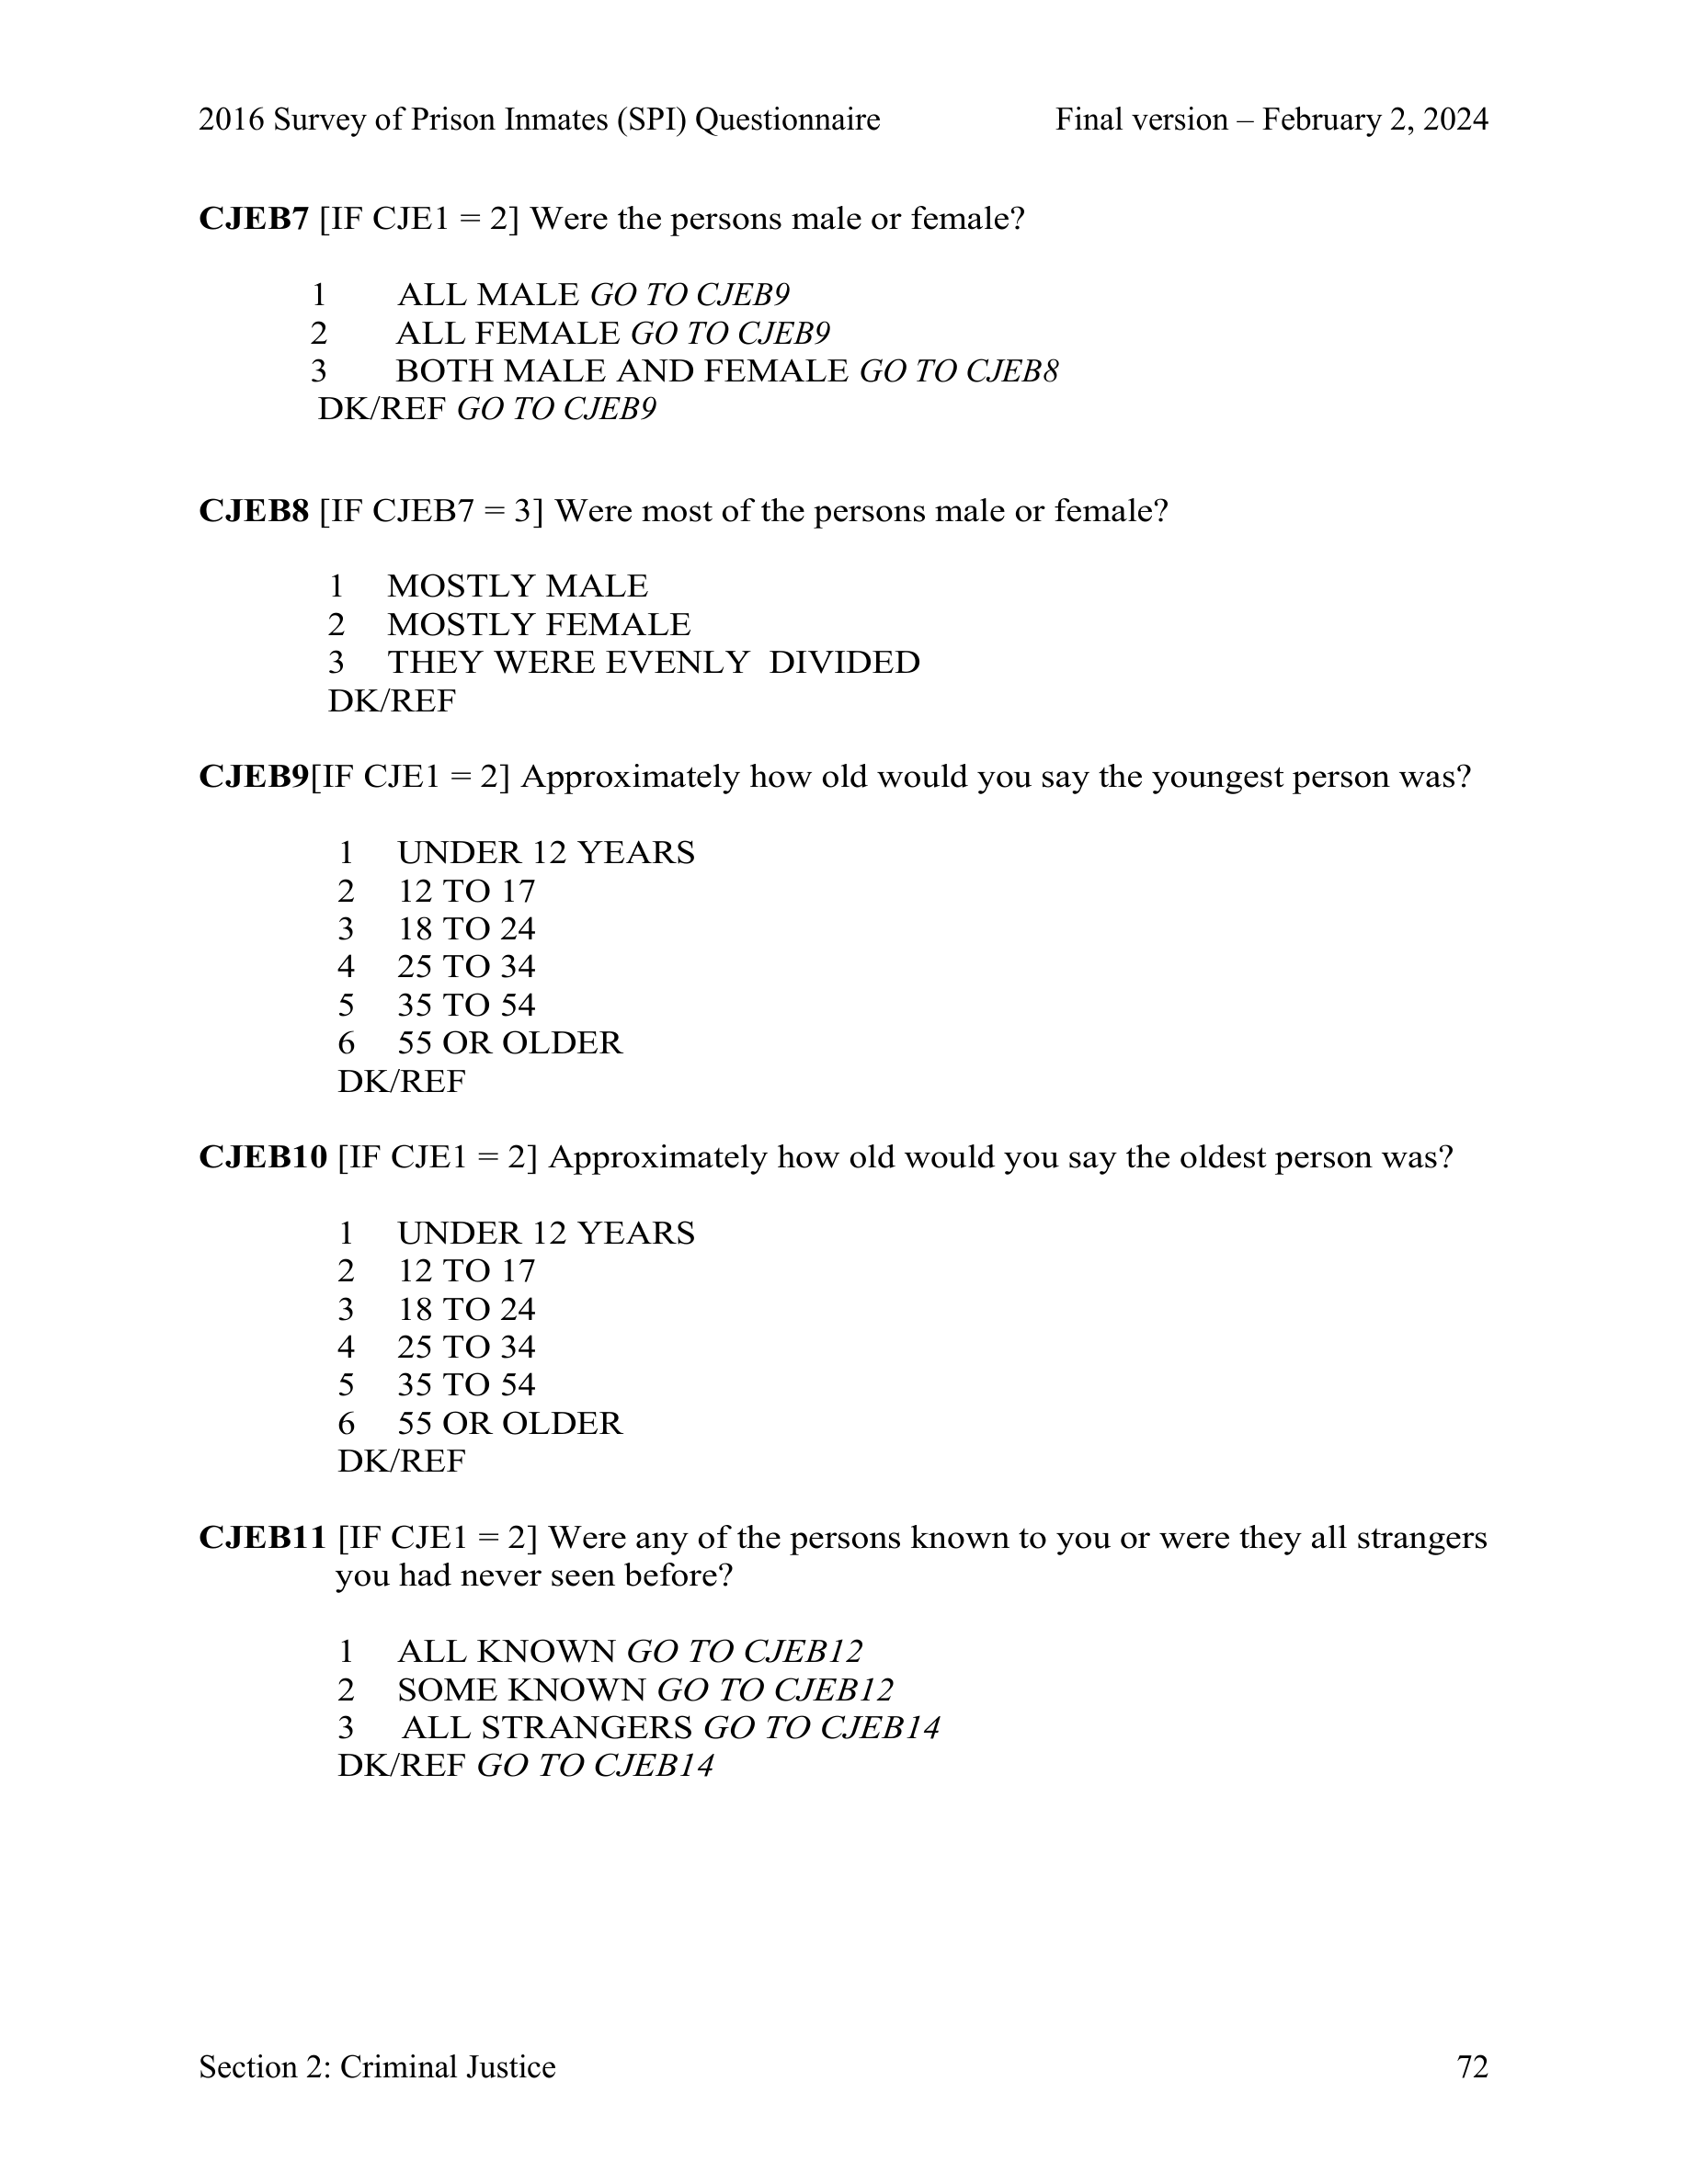 2016 Survey of Prison Inmates (SPI) Questionnaire Final version – February 2, 2024
CJEB7 [IF CJE1 = 2] Were the persons male or female?
1 ALL MALE GO TO CJEB9
2 ALL FEMALE GO TO CJEB9
3 BOTH MALE AND FEMALE GO TO CJEB8
DK/REF GO TO CJEB9
CJEB8 [IF CJEB7 = 3] Were most of the persons male or female?
1 MOSTLY MALE
2 MOSTLY FEMALE
3 THEY WERE EVENLY DIVIDED
DK/REF
CJEB9[IF CJE1 = 2] Approximately how old would you say the youngest person was?
1 UNDER 12 YEARS
2 12 TO 17
3 18 TO 24
4 25 TO 34
5 35 TO 54
6 55 OR OLDER
DK/REF
CJEB10 [IF CJE1 = 2] Approximately how old would you say the oldest person was?
1 UNDER 12 YEARS
2 12 TO 17
3 18 TO 24
4 25 TO 34
5 35 TO 54
6 55 OR OLDER
DK/REF
CJEB11 [IF CJE1 = 2] Were any of the persons known to you or were they all strangers
you had never seen before?
1 ALL KNOWN GO TO CJEB12
2 SOME KNOWN GO TO CJEB12
3 ALL STRANGERS GO TO CJEB14
DK/REF GO TO CJEB14
Section 2: Criminal Justice 72